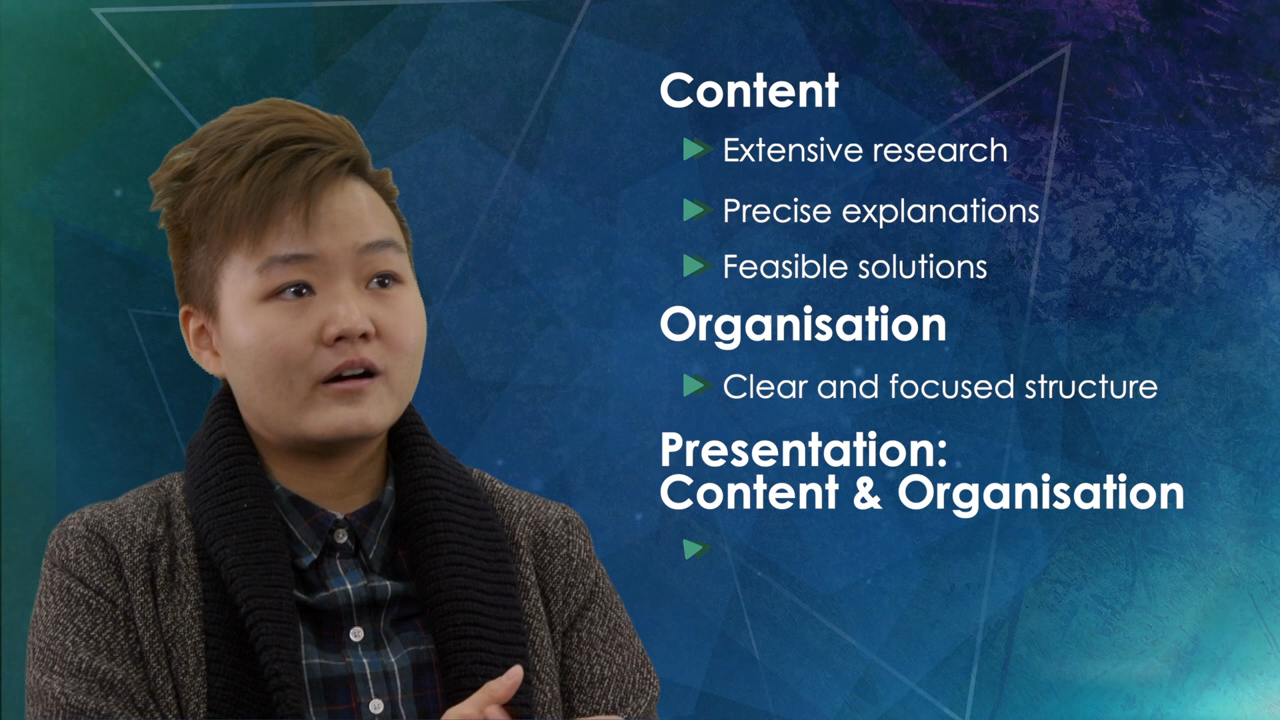 Content
Extensive research
Precise explanations
Feasible solutions
Organisation
Clear and focused structure
Presentation:
Content & Organisation